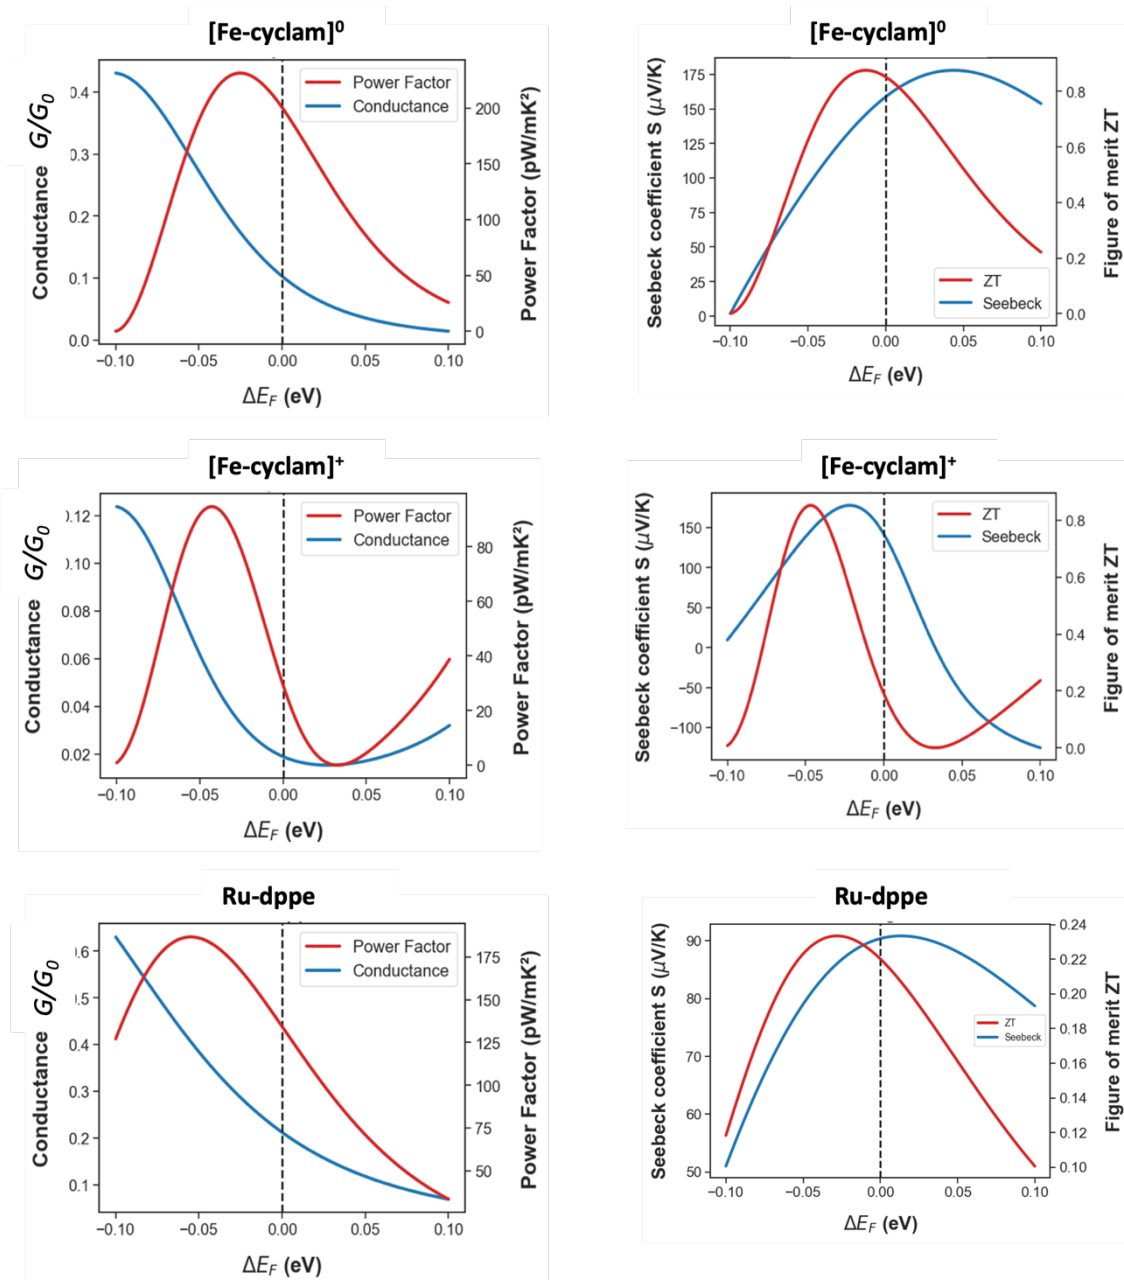 [Fe-cyclam]⁰
Power Factor
Conductance
Conductance G/G₀
0.4
0.3
0.2
0.1
0.0
200
150
100
50
0
Power Factor (pW/mK²)
−0.10 −0.05 0.00 0.05 0.10
ΔE_F (eV)
[Fe-cyclam]⁰
Seebeck coefficient S (μV/K)
175
150
125
100
75
50
25
0
0.8
0.6
0.4
0.2
0.0
Figure of merit ZT
ZT
Seebeck
−0.10 −0.05 0.00 0.05 0.10
ΔE_F (eV)
[Fe-cyclam]⁺
Power Factor
Conductance
Conductance G/G₀
0.12
0.10
0.08
0.06
0.04
0.02
80
60
40
20
0
Power Factor (pW/mK²)
−0.10 −0.05 0.00 0.05 0.10
ΔE_F (eV)
[Fe-cyclam]⁺
ZT
Seebeck
Seebeck coefficient S (μV/K)
150
100
50
0
−50
−100
0.8
0.6
0.4
0.2
0.0
Figure of merit ZT
−0.10 −0.05 0.00 0.05 0.10
ΔE_F (eV)
Ru-dppe
Power Factor
Conductance
Conductance G/G₀
0.6
0.5
0.4
0.3
0.2
0.1
175
150
125
100
75
50
Power Factor (pW/mK²)
−0.10 −0.05 0.00 0.05 0.10
ΔE_F (eV)
Ru-dppe
Seebeck coefficient S (μV/K)
90
80
70
60
50
0.24
0.22
0.20
0.18
0.16
0.14
0.12
0.10
Figure of merit ZT
ZT
Seebeck
−0.10 −0.05 0.00 0.05 0.10
ΔE_F (eV)